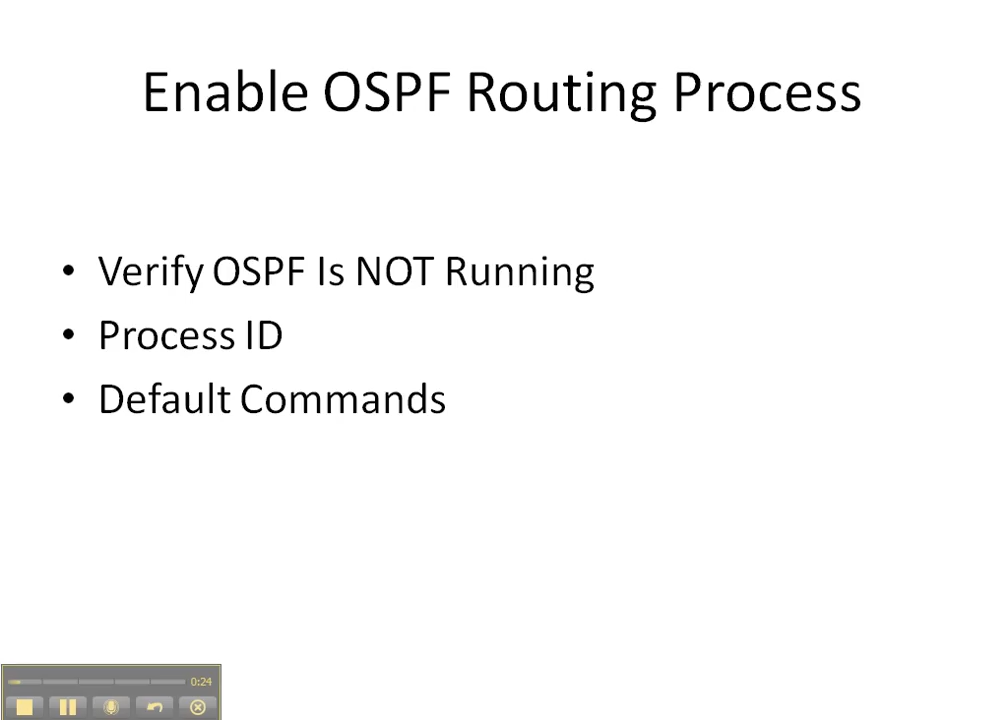 Enable OSPF Routing Process
• Verify OSPF Is NOT Running
• Process ID
• Default Commands
0:24